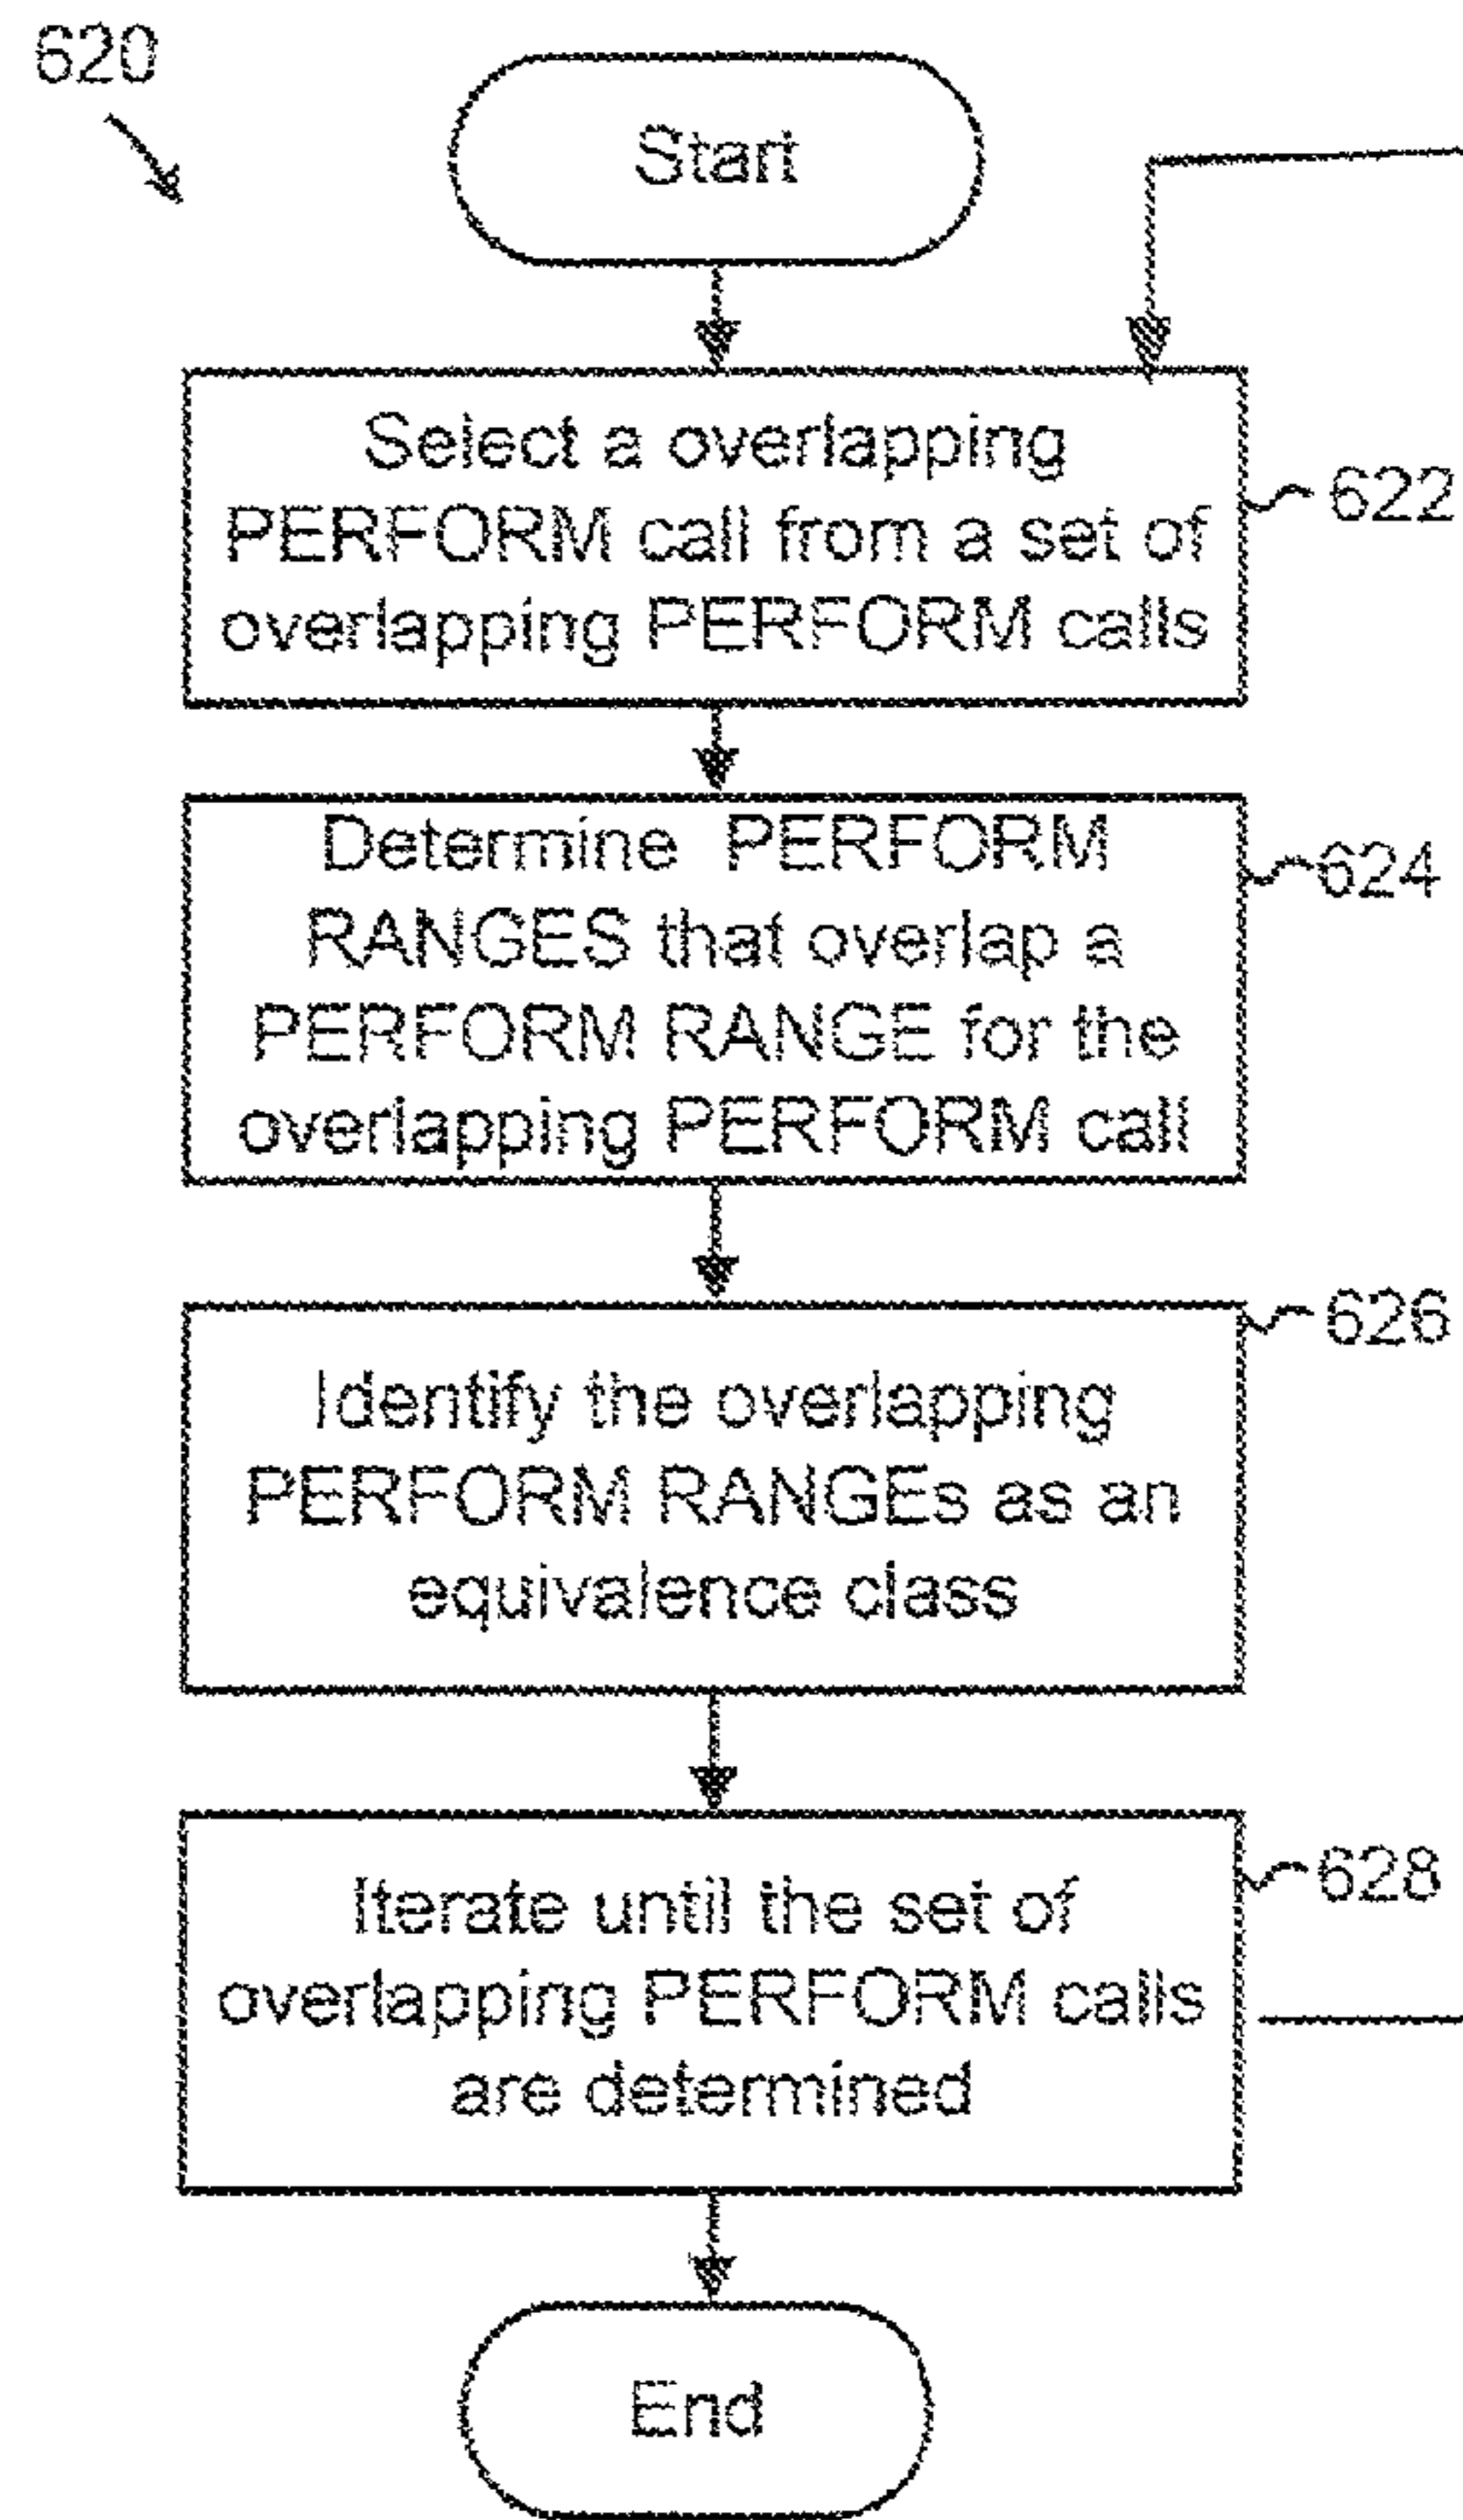 620
Start
Select a overlapping
PERFORM call from a set of
overlapping PERFORM calls
622
Determine PERFORM
RANGES that overlap a
PERFORM RANGE for the
overlapping PERFORM call
624
Identify the overlapping
PERFORM RANGEs as an
equivalence class
626
Iterate until the set of
overlapping PERFORM calls
are determined
628
End